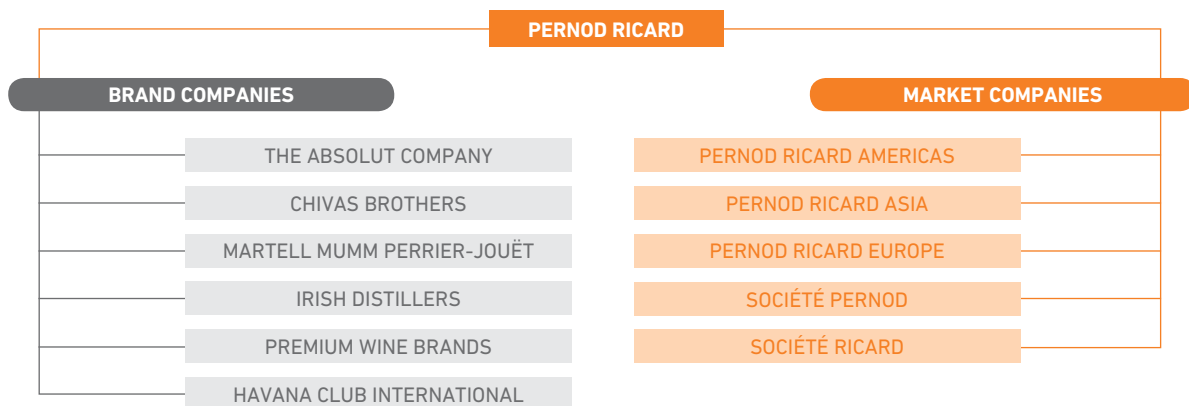 PERNOD RICARD
BRAND COMPANIES
THE ABSOLUT COMPANY
CHIVAS BROTHERS
MARTELL MUMM PERRIER-JOUËT
IRISH DISTILLERS
PREMIUM WINE BRANDS
HAVANA CLUB INTERNATIONAL
MARKET COMPANIES
PERNOD RICARD AMERICAS
PERNOD RICARD ASIA
PERNOD RICARD EUROPE
SOCIÉTÉ PERNOD
SOCIÉTÉ RICARD